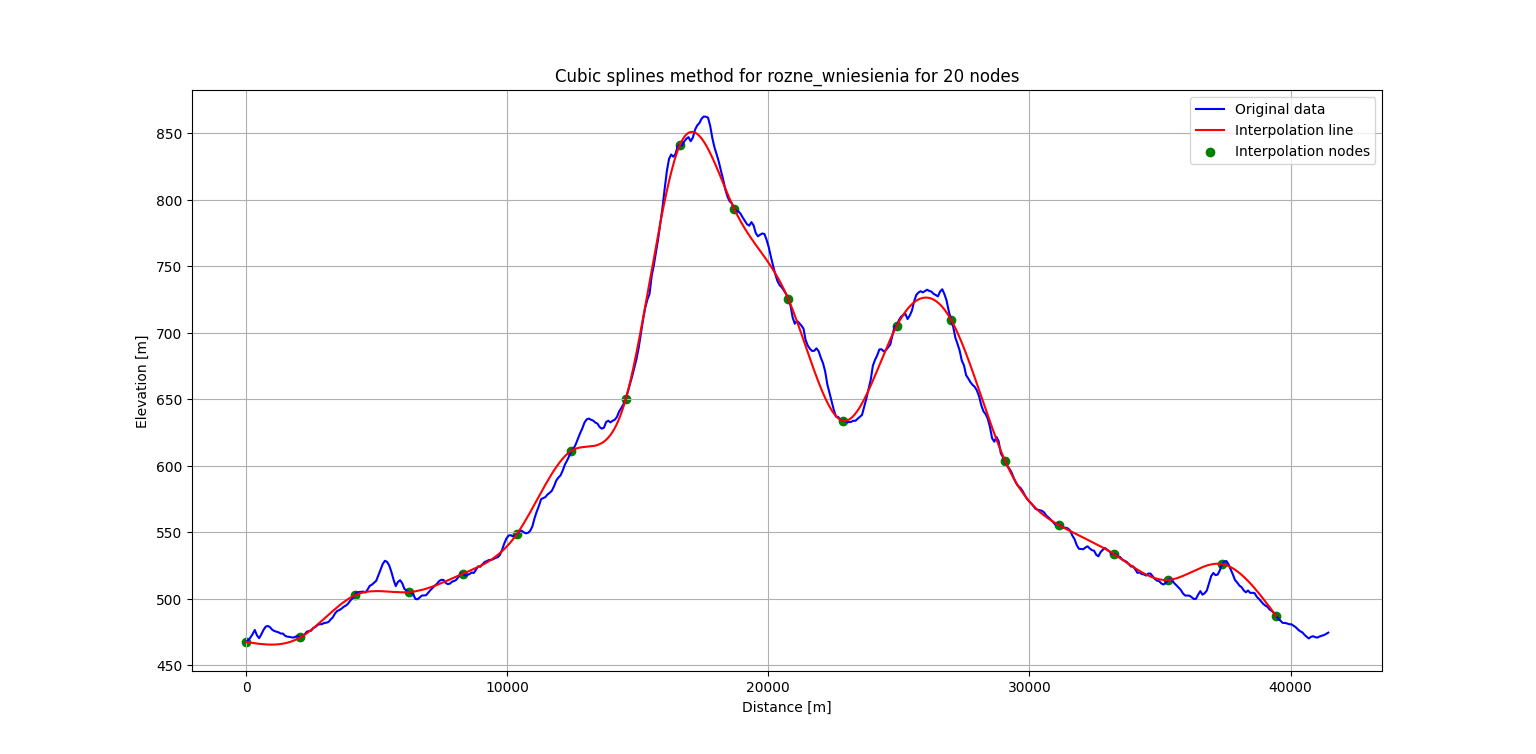 Cubic splines method for rozne_wniesienia for 20 nodes
Original data
Interpolation line
Interpolation nodes
850
800
750
700
650
600
550
500
450
Elevation [m]
0
10000
20000
30000
40000
Distance [m]